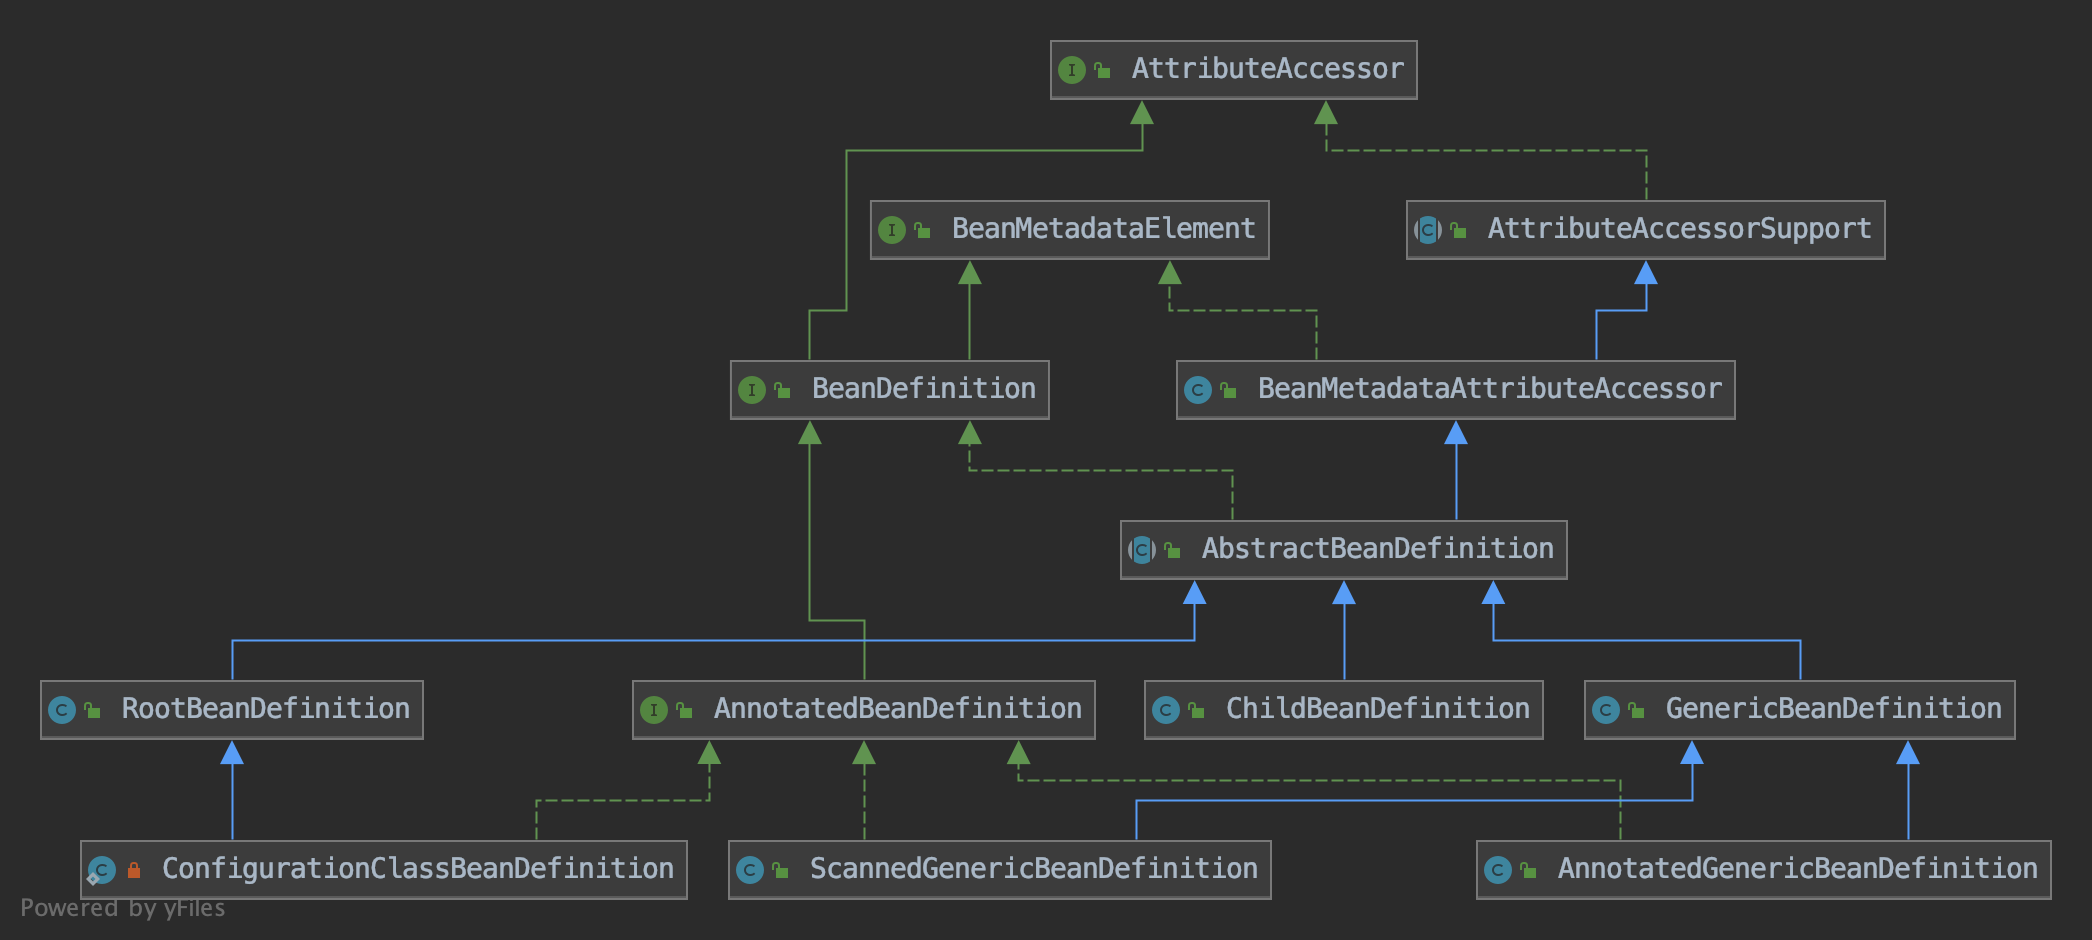 AttributeAccessor
BeanMetadataElement
AttributeAccessorSupport
BeanDefinition
BeanMetadataAttributeAccessor
AbstractBeanDefinition
RootBeanDefinition
AnnotatedBeanDefinition
ChildBeanDefinition
GenericBeanDefinition
ConfigurationClassBeanDefinition
ScannedGenericBeanDefinition
AnnotatedGenericBeanDefinition
Powered by yFiles